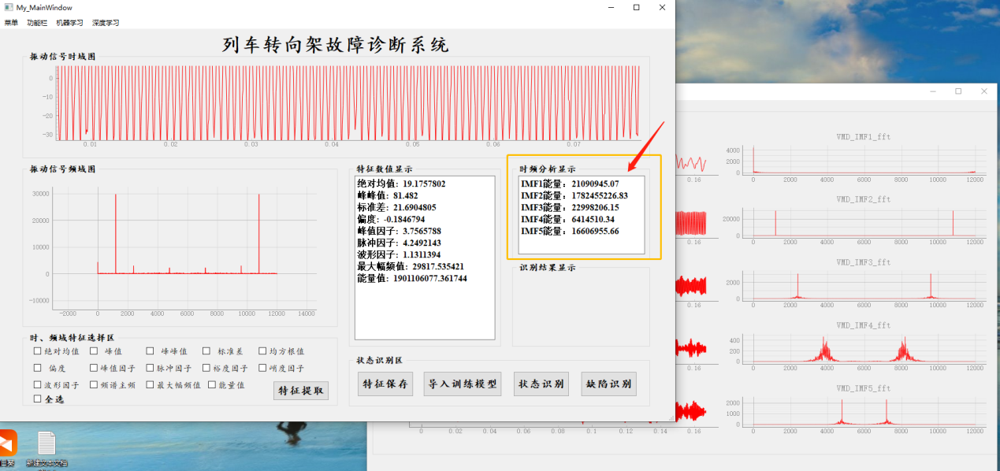 My_MainWindow
菜单 功能栏 机器学习 深度学习
列车转向架故障诊断系统
振动信号时域图
0
−10
−20
−30
0.01 0.02 0.03 0.04 0.05 0.06 0.07
振动信号频域图
30000
20000
10000
0
−10000
−2000 0 2000 4000 6000 8000 10000 12000 14000
特征数值显示
绝对均值: 19.1757802
峰峰值: 81.482
标准差: 21.6904805
偏度: -0.1846794
峰值因子: 3.7565788
脉冲因子: 4.2492143
波形因子: 1.1311394
最大幅频值: 29817.535421
能量值: 1901106077.361744
时频分析显示
IMF1能量: 21090945.07
IMF2能量: 1782455226.83
IMF3能量: 22998206.15
IMF4能量: 6414510.34
IMF5能量: 16606955.66
识别结果显示
时、频域特征选择区
绝对均值 峰值 峰峰值 标准差 均方根值
偏度 峰值因子 脉冲因子 裕度因子 峭度因子
波形因子 频谱主频 最大幅频值 能量值
全选
特征提取
状态识别区
特征保存 导入训练模型 状态识别 缺陷识别
VMD_IMF1_fft
4000
2000
0
0.16 0 2000 4000 6000 8000 10000 12000
VMD_IMF2_fft
20000
0
0.16 0 2000 4000 6000 8000 10000 12000
VMD_IMF3_fft
2000
0
0.16 0 2000 4000 6000 8000 10000 12000
VMD_IMF4_fft
400
200
0
0.16 0 2000 4000 6000 8000 10000 12000
VMD_IMF5_fft
2000
1000
0
0 0.02 0.04 0.06 0.08 0.1 0.12 0.14 0.16 0 2000 4000 6000 8000 10000 12000
新建文本文档